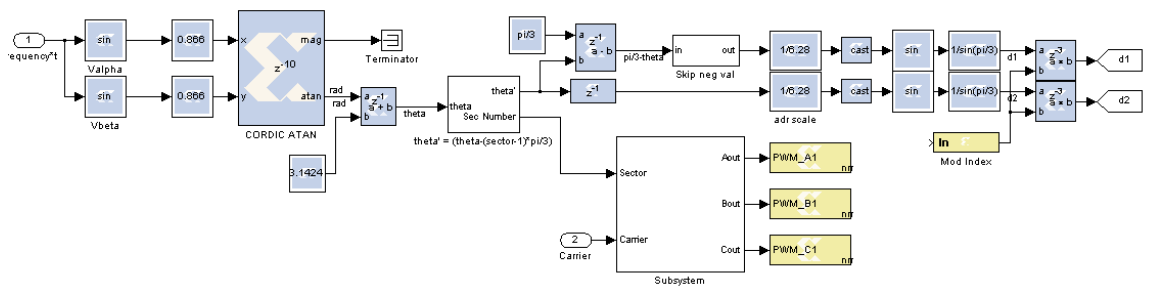 1
requency*t
sin
Valpha
0.866
sin
Vbeta
0.866
x
y
z-10
mag
atan
CORDIC ATAN
Terminator
rad
rad
3.1424
a
b
z-1
a + b
theta
theta
theta'
Sec Number
theta' = (theta-(sector-1)*pi/3)
pi/3
a
b
z-1
a - b
pi/3-theta
z-1
in
out
Skip neg val
1/6.28
1/6.28
adr scale
cast
cast
sin
sin
1/sin(pi/3)
1/sin(pi/3)
d1
d2
a
b
z-3
a * b
a
b
z-3
a * b
d1
d2
In
Mod Index
2
Carrier
Sector
Carrier
Aout
Bout
Cout
Subsystem
PWM_A1
PWM_B1
PWM_C1